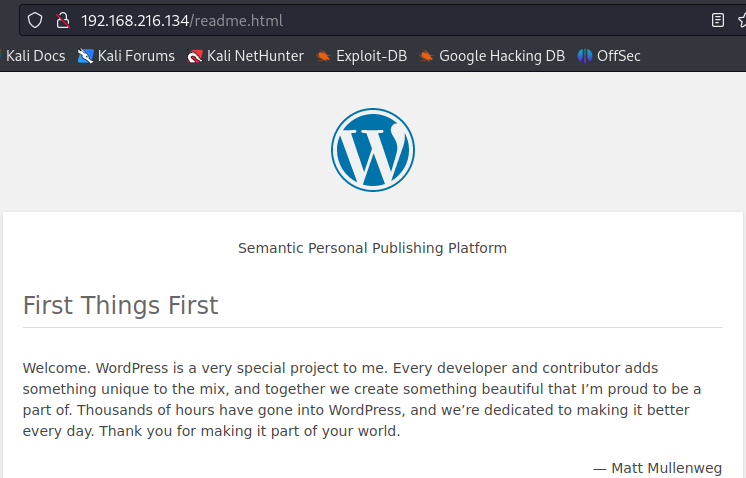 192.168.216.134/readme.html
Kali Docs Kali Forums Kali NetHunter Exploit-DB Google Hacking DB OffSec
Semantic Personal Publishing Platform
First Things First
Welcome. WordPress is a very special project to me. Every developer and contributor adds
something unique to the mix, and together we create something beautiful that I’m proud to be a
part of. Thousands of hours have gone into WordPress, and we’re dedicated to making it better
every day. Thank you for making it part of your world.
— Matt Mullenweg